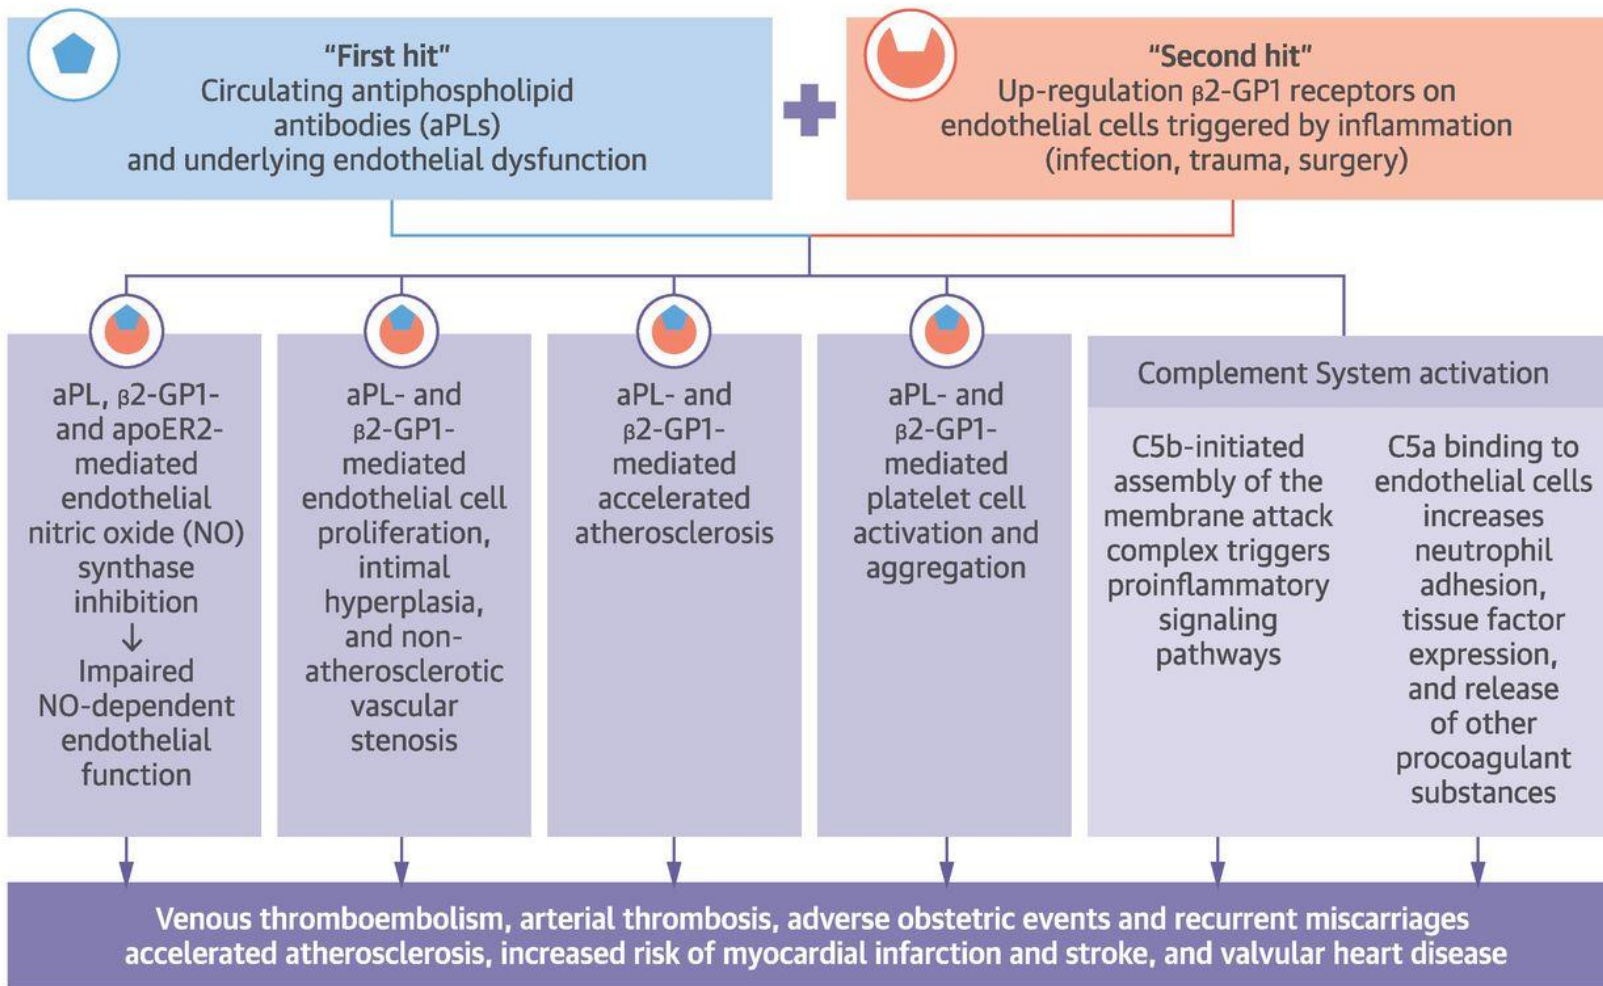 “First hit”
Circulating antiphospholipid
antibodies (aPLs)
and underlying endothelial dysfunction
“Second hit”
Up-regulation β2-GP1 receptors on
endothelial cells triggered by inflammation
(infection, trauma, surgery)
aPL, β2-GP1-
and apoER2-
mediated
endothelial
nitric oxide (NO)
synthase
inhibition
↓
Impaired
NO-dependent
endothelial
function
aPL- and
β2-GP1-
mediated
endothelial cell
proliferation,
intimal
hyperplasia,
and non-
atherosclerotic
vascular
stenosis
aPL- and
β2-GP1-
mediated
accelerated
atherosclerosis
aPL- and
β2-GP1-
mediated
platelet cell
activation and
aggregation
Complement System activation
C5b-initiated
assembly of the
membrane attack
complex triggers
proinflammatory
signaling
pathways
C5a binding to
endothelial cells
increases
neutrophil
adhesion,
tissue factor
expression,
and release
of other
procoagulant
substances
Venous thromboembolism, arterial thrombosis, adverse obstetric events and recurrent miscarriages
accelerated atherosclerosis, increased risk of myocardial infarction and stroke, and valvular heart disease